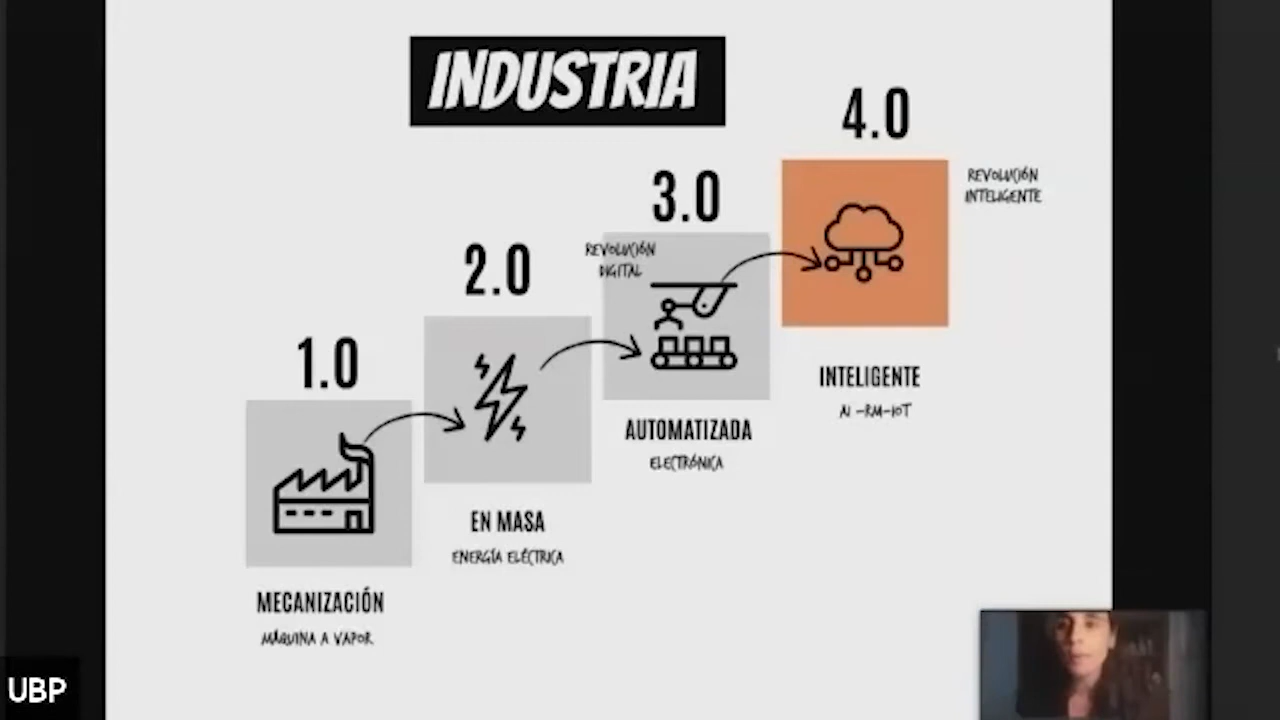 INDUSTRIA
1.0
MECANIZACIÓN
MÁQUINA A VAPOR
2.0
EN MASA
ENERGÍA ELÉCTRICA
3.0
REVOLUCIÓN
DIGITAL
AUTOMATIZADA
ELECTRÓNICA
4.0
REVOLUCIÓN
INTELIGENTE
INTELIGENTE
AI -RM-IOT
UBP